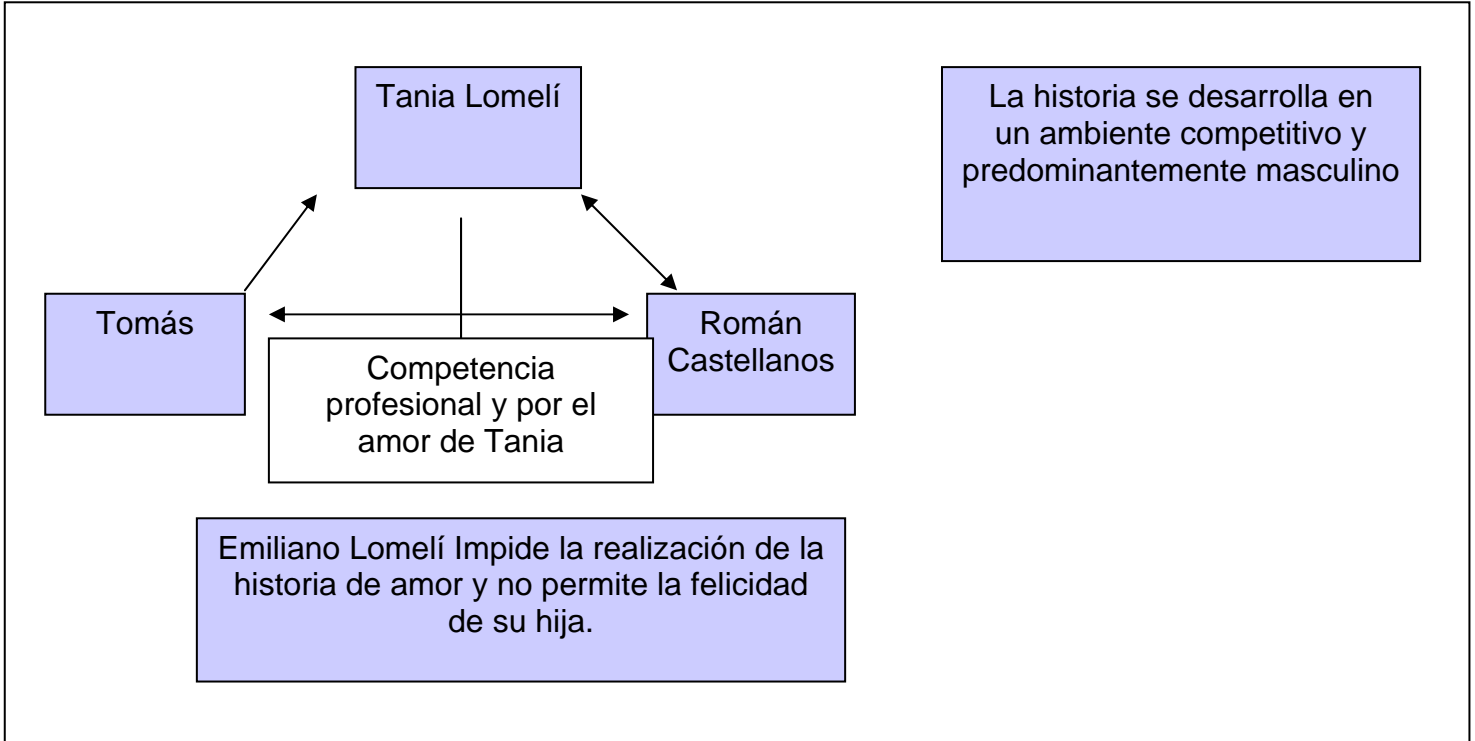 Tania Lomelí
La historia se desarrolla en
un ambiente competitivo y
predominantemente masculino
Tomás
Román
Castellanos
Competencia
profesional y por el
amor de Tania
Emiliano Lomelí Impide la realización de la
historia de amor y no permite la felicidad
de su hija.